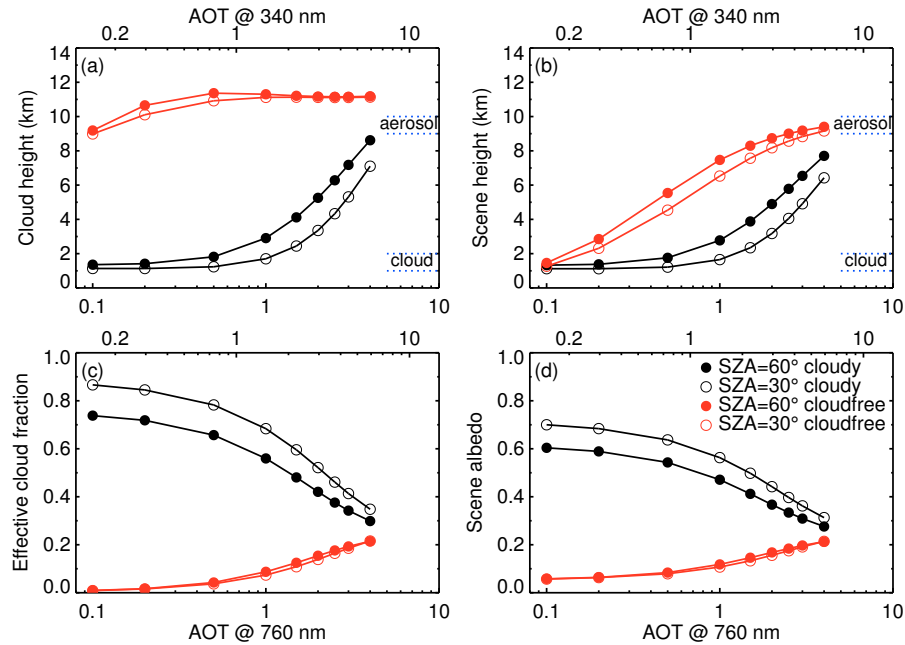 AOT @ 340 nm
AOT @ 340 nm
0.2 1 10
0.2 1 10
(a)
(b)
Cloud height (km)
Scene height (km)
14
12
10
8
6
4
2
0
14
12
10
8
6
4
2
0
aerosol
cloud
aerosol
cloud
0.1 1 10
0.1 1 10
0.2 1 10
0.2 1 10
(c)
(d)
Effective cloud fraction
Scene albedo
1.0
0.8
0.6
0.4
0.2
0.0
1.0
0.8
0.6
0.4
0.2
0.0
SZA=60° cloudy
SZA=30° cloudy
SZA=60° cloudfree
SZA=30° cloudfree
0.1 1 10
0.1 1 10
AOT @ 760 nm
AOT @ 760 nm